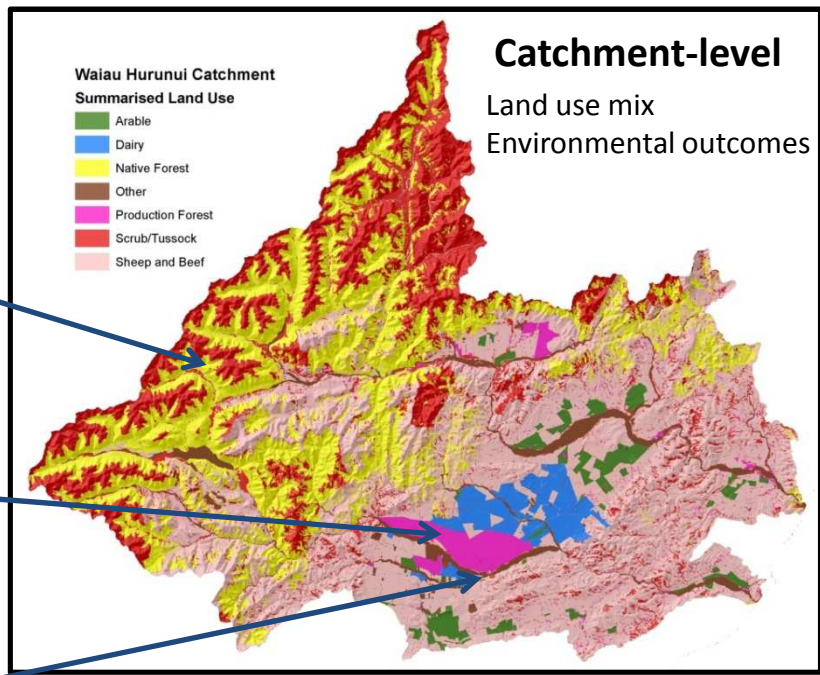 Catchment-level
Land use mix
Environmental outcomes
Waiau Hurunui Catchment
Summarised Land Use
Arable
Dairy
Native Forest
Other
Production Forest
Scrub/Tussock
Sheep and Beef